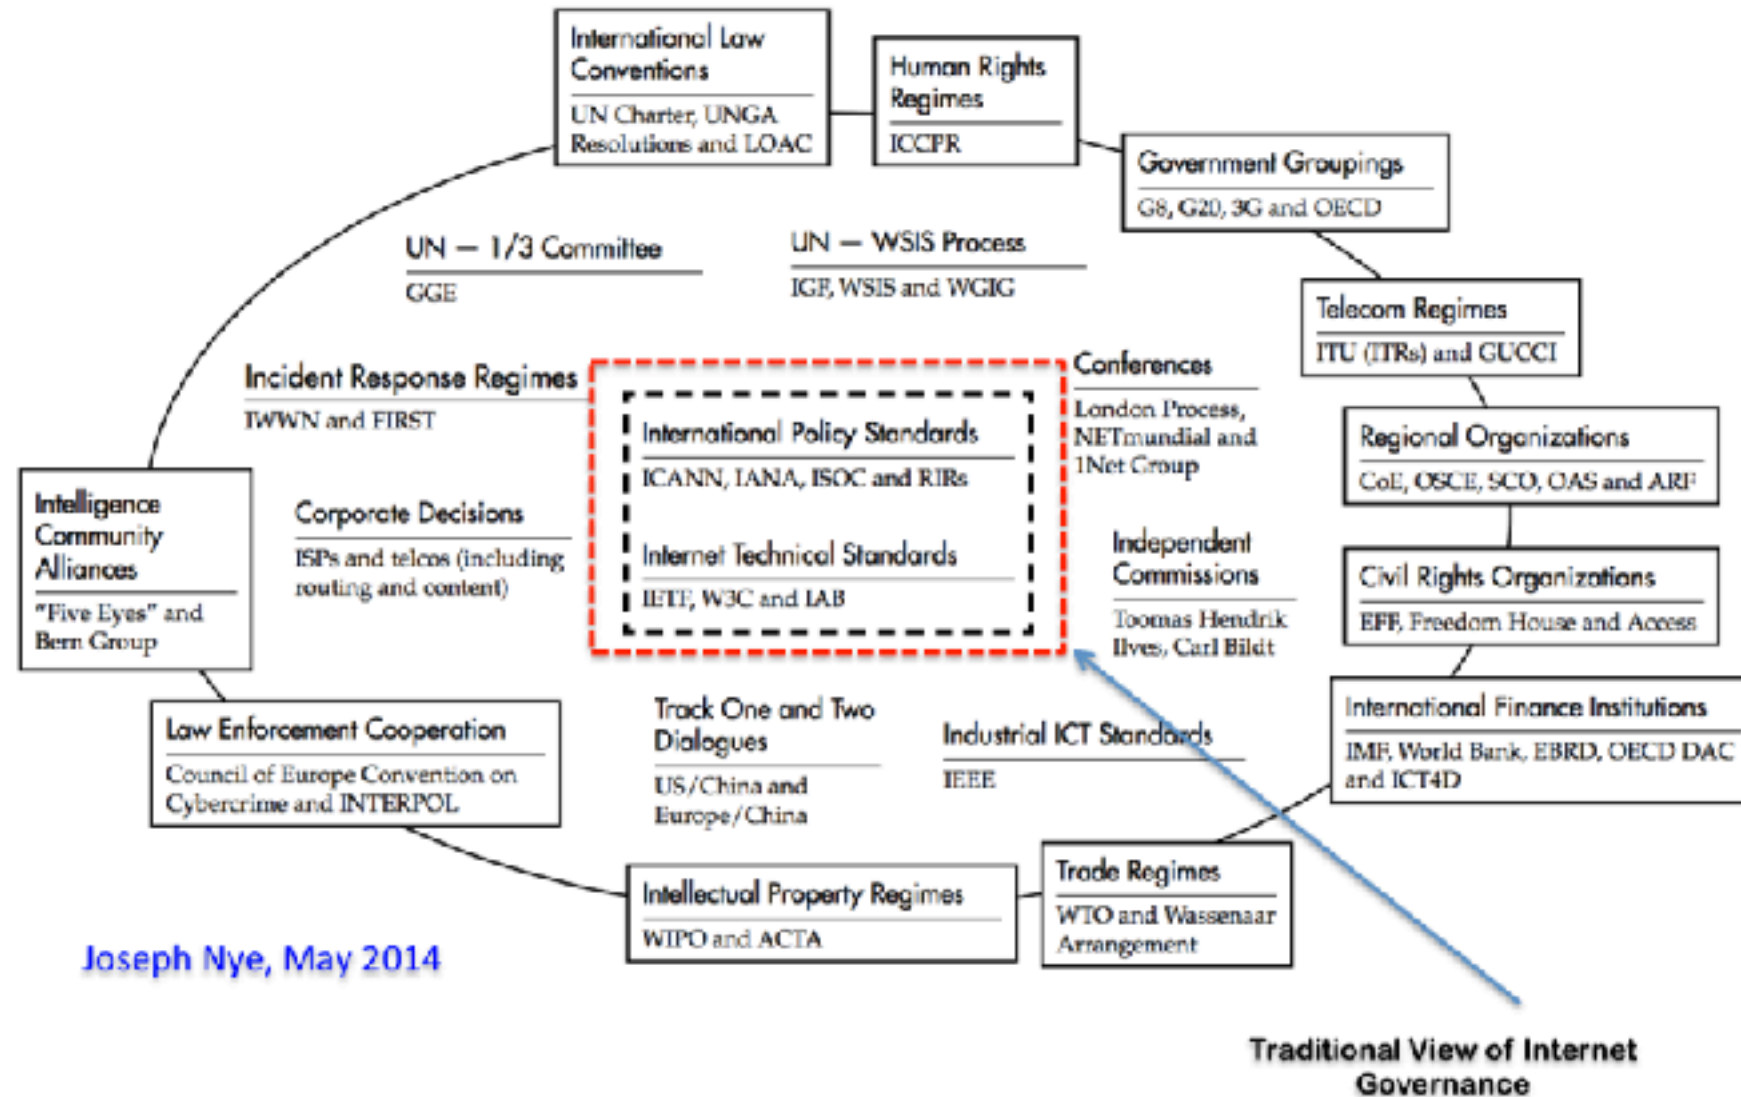 International Law
Conventions
UN Charter, UNGA
Resolutions and LOAC
Human Rights
Regimes
ICCPR
Government Groupings
G8, G20, 3G and OECD
UN — 1/3 Committee
GGE
UN — WSIS Process
IGF, WSIS and WGIG
Telecom Regimes
ITU (ITRs) and GUCCI
Incident Response Regimes
IWWN and FIRST
International Policy Standards
ICANN, IANA, ISOC and RIRs
Internet Technical Standards
IETF, W3C and IAB
Conferences
London Process,
NETmundial and
1Net Group
Regional Organizations
CoE, OSCE, SCO, OAS and ARF
Intelligence
Community
Alliances
"Five Eyes" and
Bern Group
Corporate Decisions
ISPs and telcos (including
routing and content)
Independent
Commissions
Toomas Hendrik
Ilves, Carl Bildt
Civil Rights Organizations
EFF, Freedom House and Access
Law Enforcement Cooperation
Council of Europe Convention on
Cybercrime and INTERPOL
Track One and Two
Dialogues
US/China and
Europe/China
Industrial ICT Standards
IEEE
International Finance Institutions
IMF, World Bank, EBRD, OECD DAC
and ICT4D
Intellectual Property Regimes
WIPO and ACTA
Trade Regimes
WTO and Wassenaar
Arrangement
Joseph Nye, May 2014
Traditional View of Internet
Governance